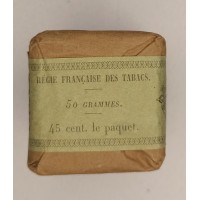 RÉGIE FRANÇAISE DES TABACS.
50 GRAMMES.
45 cent. le paquet.